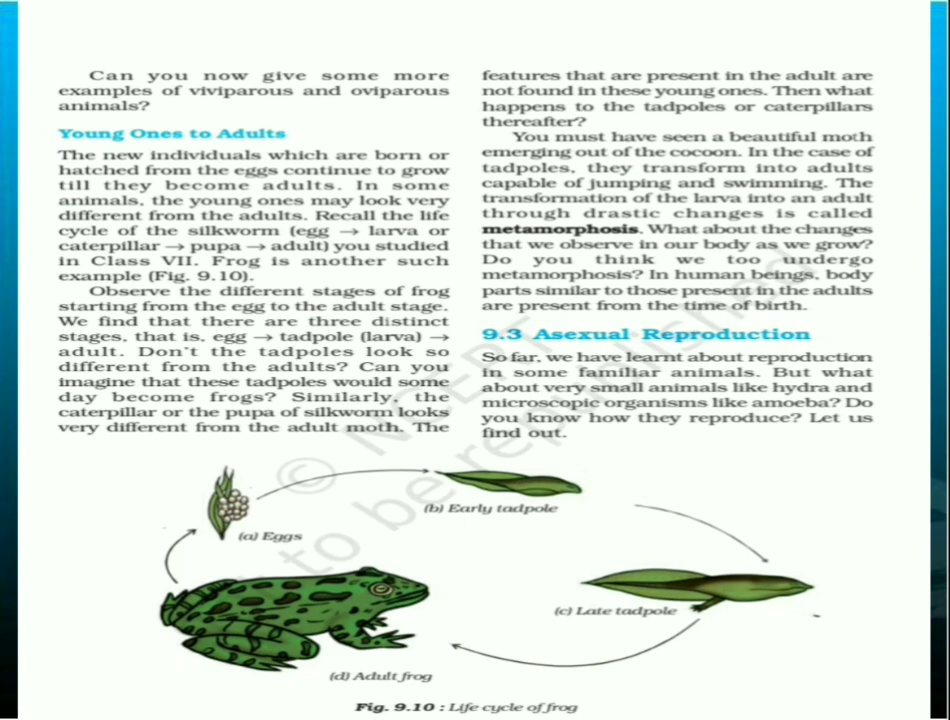 Can you now give some more
examples of viviparous and oviparous
animals?
Young Ones to Adults
The new individuals which are born or
hatched from the eggs continue to grow
till they become adults. In some
animals, the young ones may look very
different from the adults. Recall the life
cycle of the silkworm (egg → larva or
caterpillar → pupa → adult) you studied
in Class VII. Frog is another such
example (Fig. 9.10).
Observe the different stages of frog
starting from the egg to the adult stage.
We find that there are three distinct
stages, that is, egg → tadpole (larva) →
adult. Don't the tadpoles look so
different from the adults? Can you
imagine that these tadpoles would some
day become frogs? Similarly, the
caterpillar or the pupa of silkworm looks
very different from the adult moth. The
features that are present in the adult are
not found in these young ones. Then what
happens to the tadpoles or caterpillars
thereafter?
You must have seen a beautiful moth
emerging out of the cocoon. In the case of
tadpoles, they transform into adults
capable of jumping and swimming. The
transformation of the larva into an adult
through drastic changes is called
metamorphosis. What about the changes
that we observe in our body as we grow?
Do you think we too undergo
metamorphosis? In human beings, body
parts similar to those present in the adults
are present from the time of birth.
9.3 Asexual Reproduction
So far, we have learnt about reproduction
in some familiar animals. But what
about very small animals like hydra and
microscopic organisms like amoeba? Do
you know how they reproduce? Let us
find out.
(a) Eggs
(b) Early tadpole
(c) Late tadpole
(d) Adult frog
Fig. 9.10 : Life cycle of frog
© NCERT
to be republished